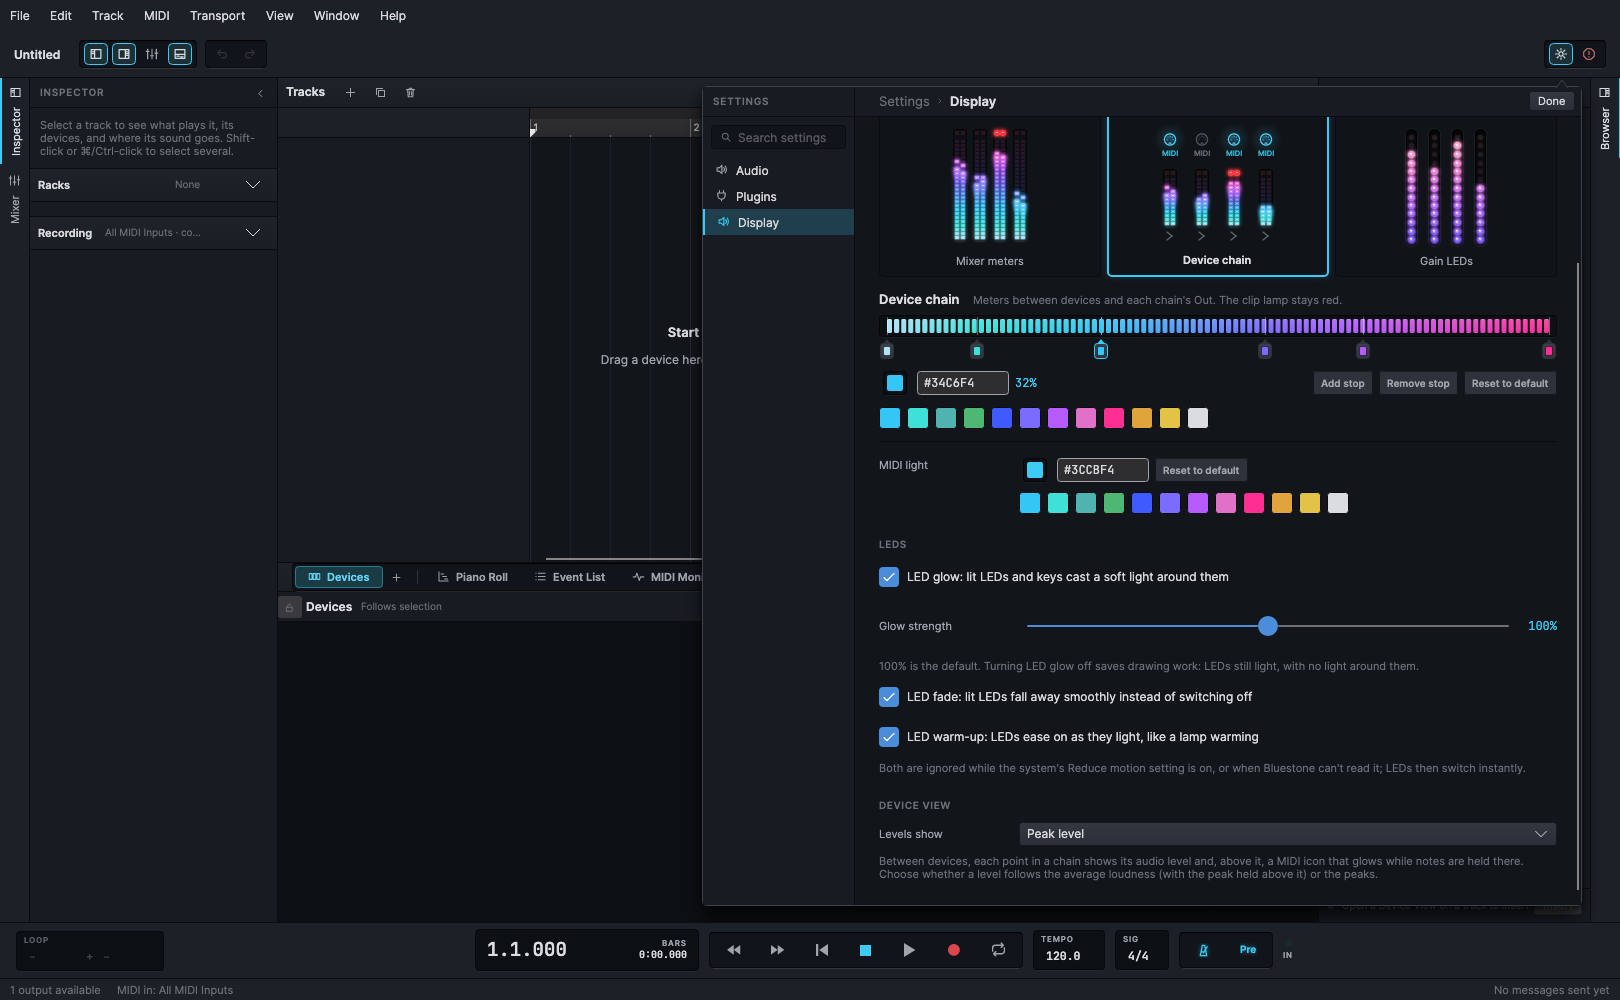 File Edit Track MIDI Transport View Window Help
Untitled
INSPECTOR
Select a track to see what plays it, its
devices, and where its sound goes. Shift-
click or ⌘/Ctrl-click to select several.
Racks None
Recording All MIDI Inputs · co...
Inspector
Mixer
Tracks
1
2
Start
Drag a device here
Devices
Piano Roll
Event List
MIDI Moni
Devices Follows selection
SETTINGS
Search settings
Audio
Plugins
Display
Settings › Display
Done
MIDI MIDI MIDI MIDI
Mixer meters
Device chain
Gain LEDs
Device chain Meters between devices and each chain's Out. The clip lamp stays red.
#34C6F4 32%
Add stop
Remove stop
Reset to default
MIDI light
#3CCBF4
Reset to default
LEDS
LED glow: lit LEDs and keys cast a soft light around them
Glow strength
100%
100% is the default. Turning LED glow off saves drawing work: LEDs still light, with no light around them.
LED fade: lit LEDs fall away smoothly instead of switching off
LED warm-up: LEDs ease on as they light, like a lamp warming
Both are ignored while the system's Reduce motion setting is on, or when Bluestone can't read it; LEDs then switch instantly.
DEVICE VIEW
Levels show
Peak level
Between devices, each point in a chain shows its audio level and, above it, a MIDI icon that glows while notes are held there.
Choose whether a level follows the average loudness (with the peak held above it) or the peaks.
Browser
LOOP
– + –
1.1.000
BARS
0:00.000
TEMPO
120.0
SIG
4/4
Pre
IN
1 output available MIDI in: All MIDI Inputs
No messages sent yet